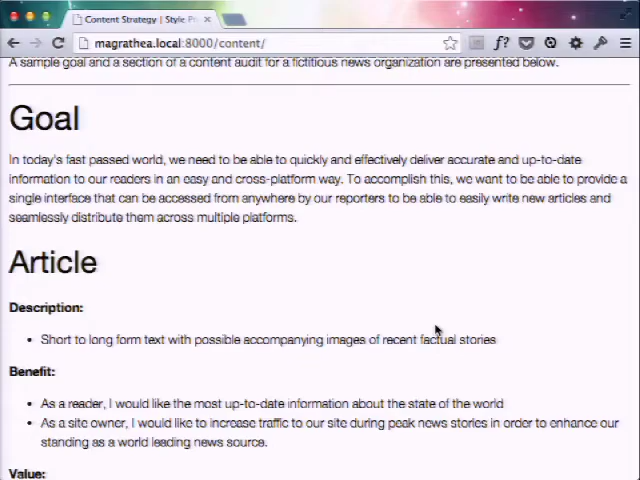 Content Strategy | Style Pr
magrathea.local:8000/content/
f?
A sample goal and a section of a content audit for a fictitious news organization are presented below.
Goal
In today's fast passed world, we need to be able to quickly and effectively deliver accurate and up-to-date
information to our readers in an easy and cross-platform way. To accomplish this, we want to be able to provide a
single interface that can be accessed from anywhere by our reporters to be able to easily write new articles and
seamlessly distribute them across multiple platforms.
Article
Description:
• Short to long form text with possible accompanying images of recent factual stories
Benefit:
• As a reader, I would like the most up-to-date information about the state of the world
• As a site owner, I would like to increase traffic to our site during peak news stories in order to enhance our
standing as a world leading news source.
Value: